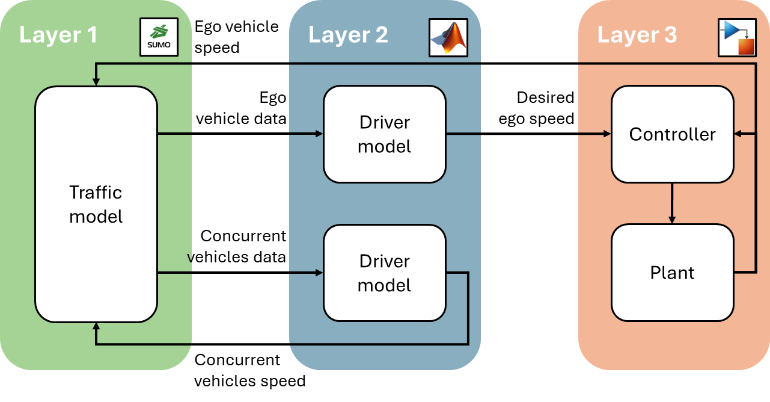 Layer 1
SUMO
Ego vehicle
speed
Layer 2
Layer 3
Ego
vehicle data
Driver
model
Desired
ego speed
Controller
Traffic
model
Concurrent
vehicles data
Driver
model
Plant
Concurrent
vehicles speed